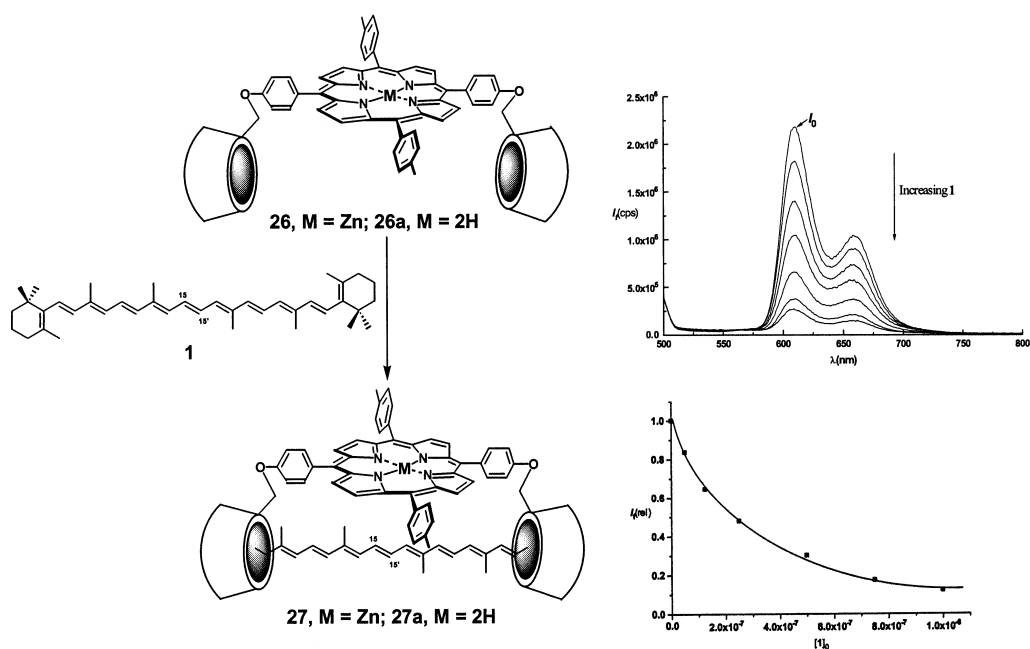 O
N
N
M
N
N
O
26, M = Zn; 26a, M = 2H
15
15'
1
O
N
N
M
N
N
O
15
15'
27, M = Zn; 27a, M = 2H
2.5x10⁶
2.0x10⁶
1.5x10⁶
1.0x10⁶
5.0x10⁵
0.0
I₀
Increasing 1
If(cps)
500 550 600 650 700 750 800
λ(nm)
1.0
0.8
0.6
0.4
0.2
0.0
If(rel)
0.0 2.0x10⁻⁷ 4.0x10⁻⁷ 6.0x10⁻⁷ 8.0x10⁻⁷ 1.0x10⁻⁶
[1]₀